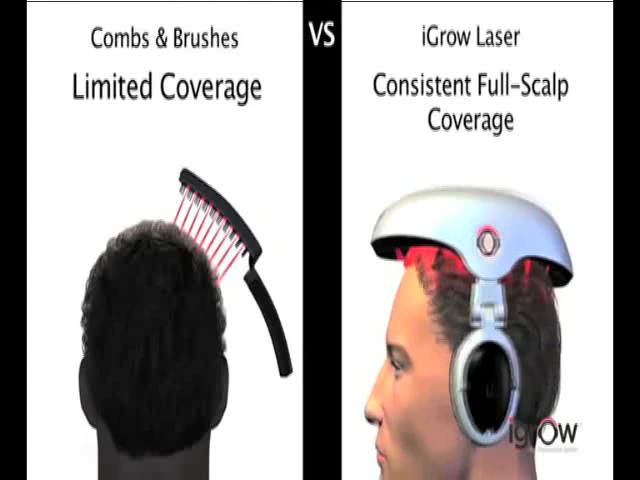 Combs & Brushes
Limited Coverage
VS
iGrow Laser
Consistent Full-Scalp
Coverage
igrow